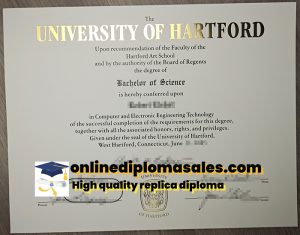 The
UNIVERSITY OF HARTFORD
Upon recommendation of the Faculty of the
Hartford Art School
and by the authority of the Board of Regents
the degree of
Bachelor of Science
is hereby conferred upon
in Computer and Electronic Engineering Technology
of the successful completion of the requirements for this degree,
together with all the associated honors, rights, and privileges.
Given under the seal of the University of Hartford,
West Hartford, Connecticut, June
onlinediplomasales.com
High quality replica diploma
UNIVERSITY
OF HARTFORD